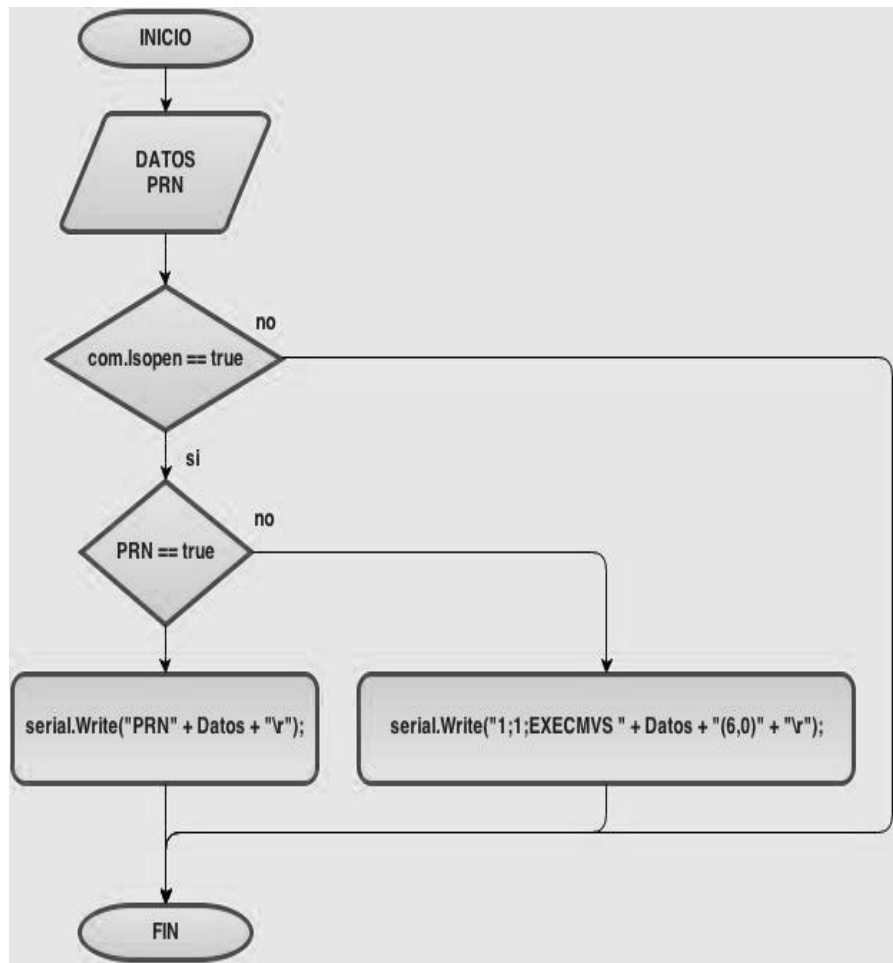 INICIO
DATOS
PRN
no
com.Isopen == true
si
no
PRN == true
serial.Write("PRN" + Datos + "\r");
serial.Write("1;1;EXECMVS " + Datos + "(6,0)" + "\r");
FIN